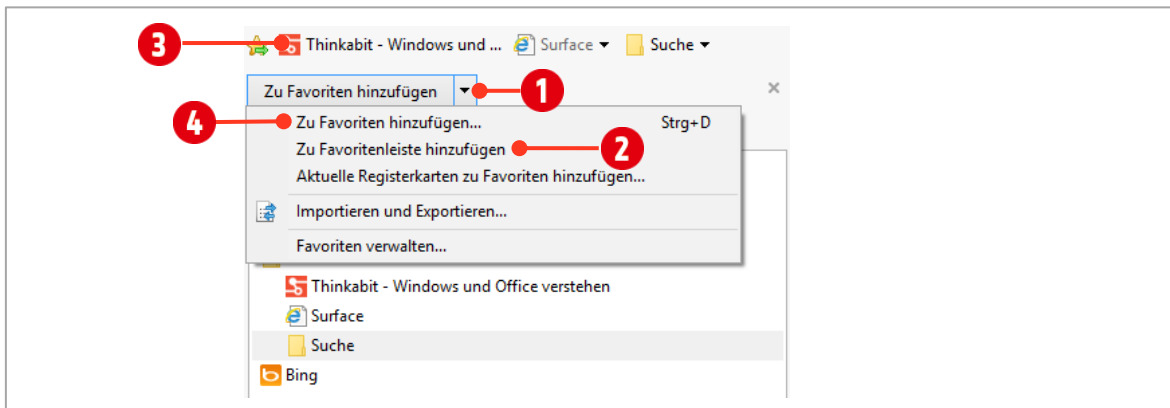 3 Thinkabit - Windows und ... Surface Suche
Zu Favoriten hinzufügen 1
4 Zu Favoriten hinzufügen... Strg+D
Zu Favoritenleiste hinzufügen 2
Aktuelle Registerkarten zu Favoriten hinzufügen...
Importieren und Exportieren...
Favoriten verwalten...
Thinkabit - Windows und Office verstehen
Surface
Suche
Bing